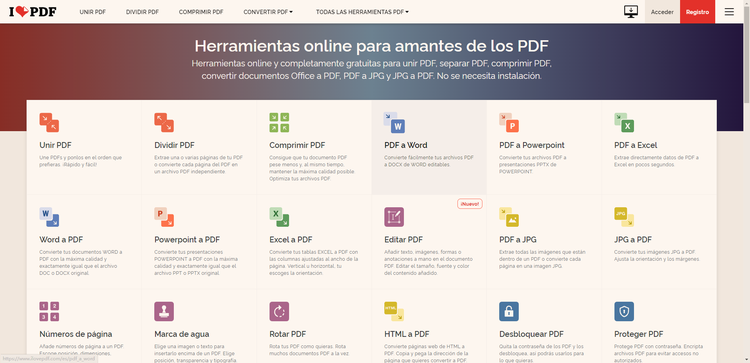 I PDF
UNIR PDF
DIVIDIR PDF
COMPRIMIR PDF
CONVERTIR PDF
TODAS LAS HERRAMIENTAS PDF
Acceder
Registro
Herramientas online para amantes de los PDF
Herramientas online y completamente gratuitas para unir PDF, separar PDF, comprimir PDF,
convertir documentos Office a PDF, PDF a JPG y JPG a PDF. No se necesita instalación.
Unir PDF
Une PDFs y ponlos en el orden que
prefieras. ¡Rápido y fácil!
Dividir PDF
Extrae una o varias páginas de tu PDF
o convierte cada página del PDF en
un archivo PDF independiente.
Comprimir PDF
Consigue que tu documento PDF
pese menos y, al mismo tiempo,
mantener la máxima calidad posible.
Optimiza tus archivos PDF.
W
PDF a Word
Convierte fácilmente tus archivos PDF
a DOCX de WORD editables.
P
PDF a Powerpoint
Convierte tus archivos PDF a
presentaciones PPTX de
POWERPOINT.
X
PDF a Excel
Extrae directamente datos de PDF a
Excel en pocos segundos.
W
Word a PDF
Convierte tus documentos WORD a
PDF con la máxima calidad y
exactamente igual que el archivo
DOC o DOCX original.
P
Powerpoint a PDF
Convierte tus presentaciones
POWERPOINT a PDF con la máxima
calidad y exactamente igual que el
archivo PPT o PPTX original.
X
Excel a PDF
Convierte tus tablas EXCEL a PDF con
las columnas ajustadas al ancho de la
página. Vertical u horizontal, tu
escoges la orientación.
¡Nuevo!
T
Editar PDF
Añadir texto, imágenes, formas o
anotaciones a mano en el documento
PDF. Editar el tamaño, fuente y color
del contenido añadido.
PDF a JPG
Extrae todas las imágenes que están
dentro de un PDF o convierte cada
página en una imagen JPG.
JPG
JPG a PDF
Convierte tus imágenes JPG a PDF.
Ajusta la orientación y los márgenes.
1 2
3 4
Números de página
Añade números de página a un PDF.
Escoge posición, dimensiones,
Marca de agua
Elige una imagen o texto para
insertarlo encima de un PDF. Elige
posición, transparencia y tipografía
Rotar PDF
Rota tus PDF como quieras. Rota
muchos documentos PDF a la vez.
HTML
HTML a PDF
Convierte páginas web de HTML a
PDF. Copia y pega la dirección de la
página que quieres convertir a PDF
Desbloquear PDF
Quita la contraseña de los PDF y los
desbloquea, así podrás usarlos para
lo que quieras.
Proteger PDF
Protege PDF con contraseña. Encripta
archivos PDF para evitar accesos no
autorizados.
https://www.ilovepdf.com/es/pdf_a_word